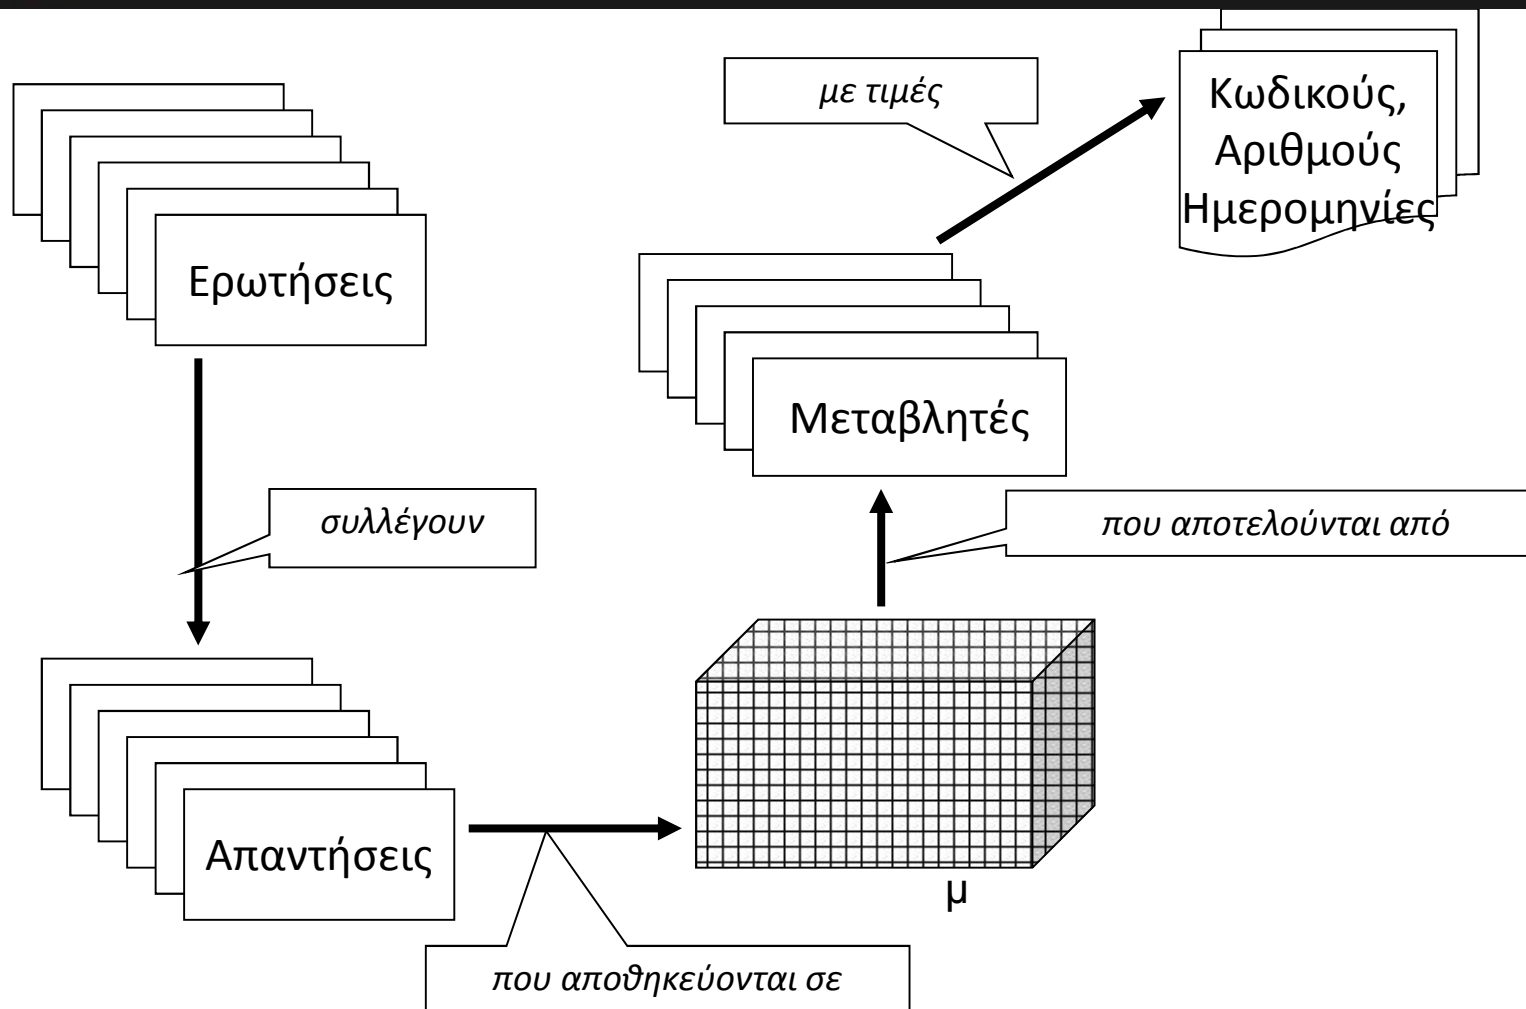 με τιμές
Κωδικούς,
Αριθμούς
Ημερομηνίες
Ερωτήσεις
Μεταβλητές
συλλέγουν
που αποτελούνται από
Απαντήσεις
μ
που αποθηκεύονται σε